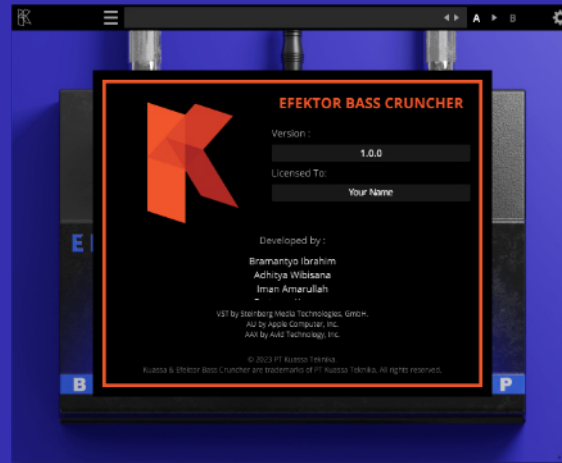 A B
EFEKTOR BASS CRUNCHER
Version :
1.0.0
Licensed To:
Your Name
E
Developed by :
Bramantyo Ibrahim
Adhitya Wibisana
Iman Amarullah
VST by Steinberg Media Technologies, GmbH.
AU by Apple Computer, Inc.
AAX by Avid Technology, Inc.
© 2023 PT Kuassa Teknika.
Kuassa & Efektor Bass Cruncher are trademarks of PT Kuassa Teknika, All rights reserved.
B P